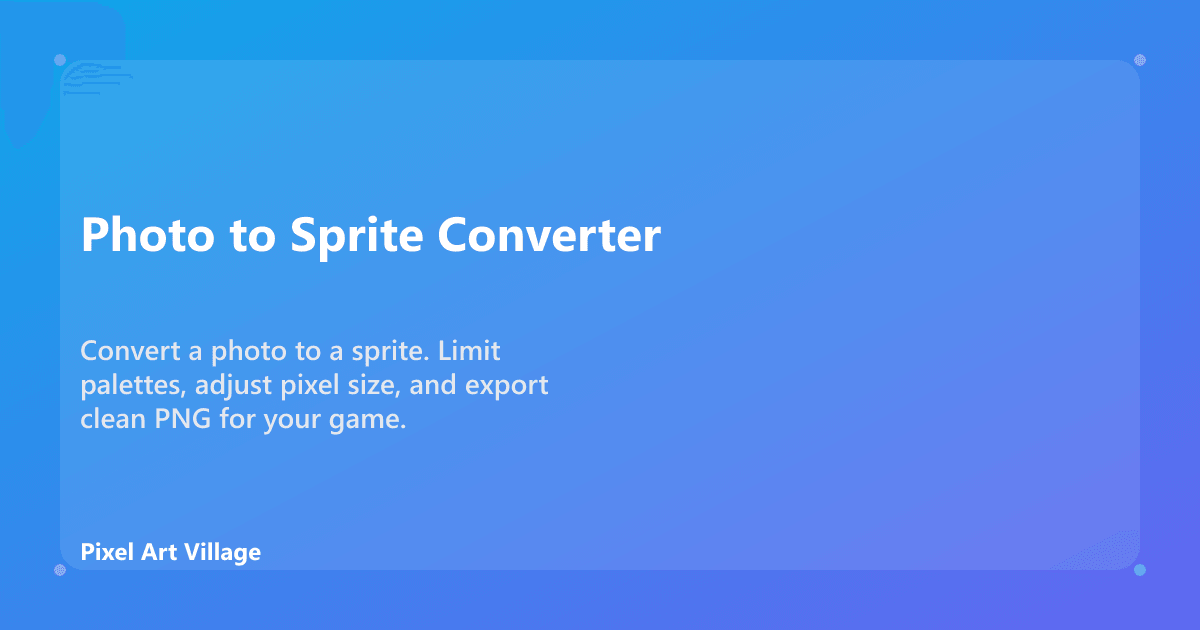 Photo to Sprite Converter
Convert a photo to a sprite. Limit
palettes, adjust pixel size, and export
clean PNG for your game.
Pixel Art Village